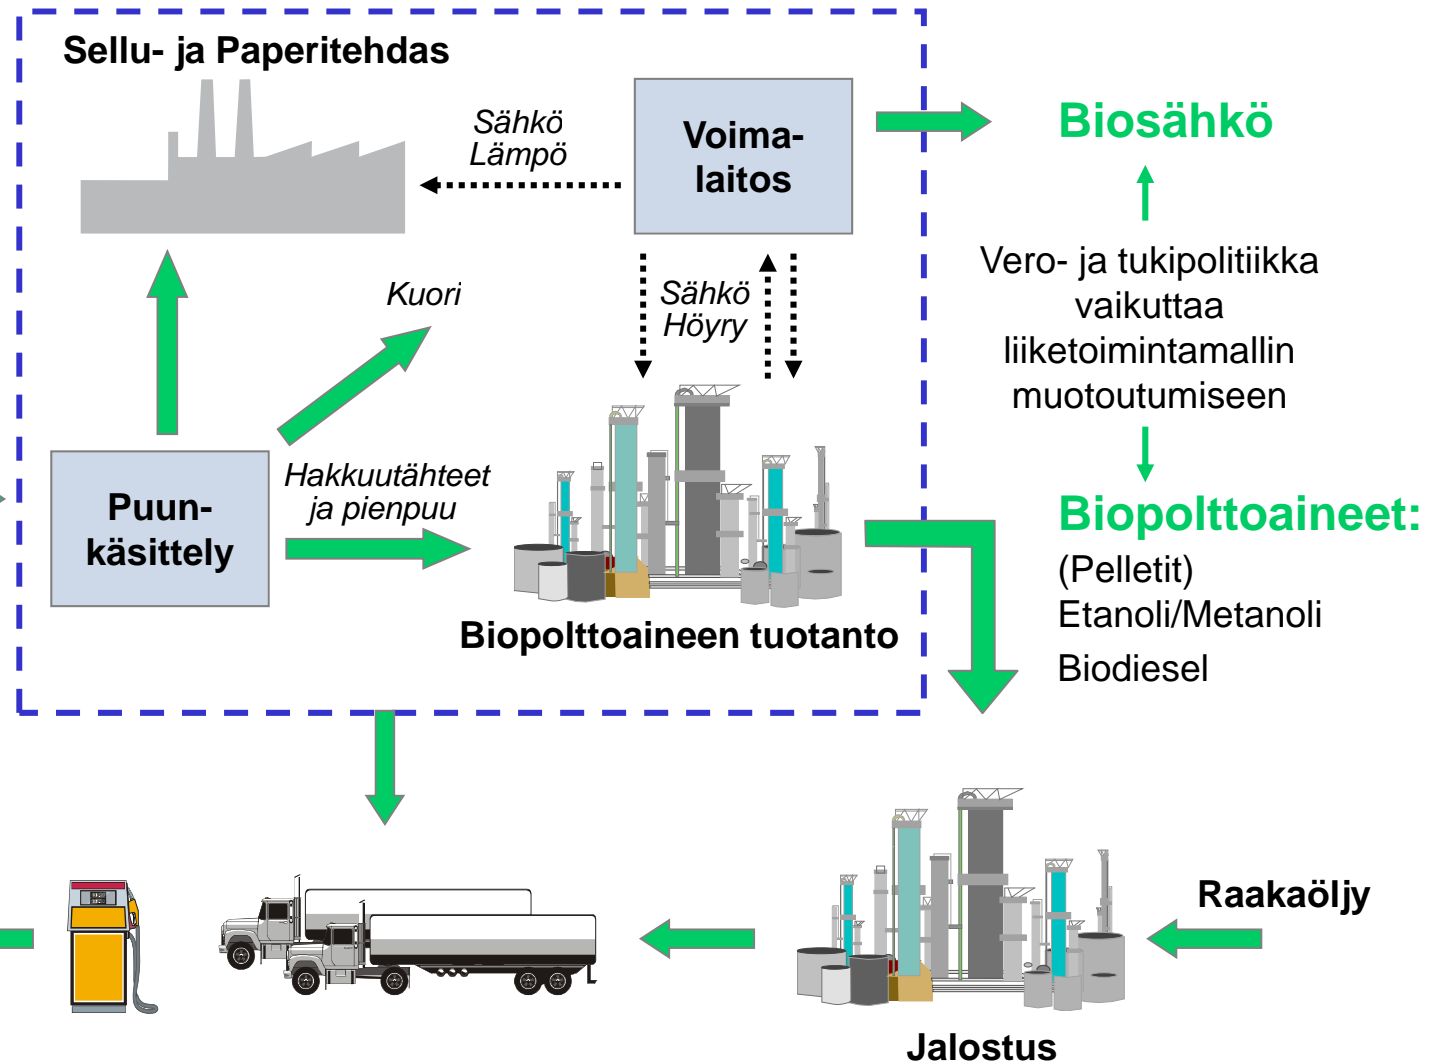 Sellu- ja Paperitehdas
Sähkö
Lämpö
Voima-
laitos
Biosähkö
Kuori
Sähkö
Höyry
Vero- ja tukipolitiikka
vaikuttaa
liiketoimintamallin
muotoutumiseen
Puun-
käsittely
Hakkuutähteet
ja pienpuu
Biopolttoaineen tuotanto
Biopolttoaineet:
(Pelletit)
Etanoli/Metanoli
Biodiesel
Raakaöljy
Jalostus